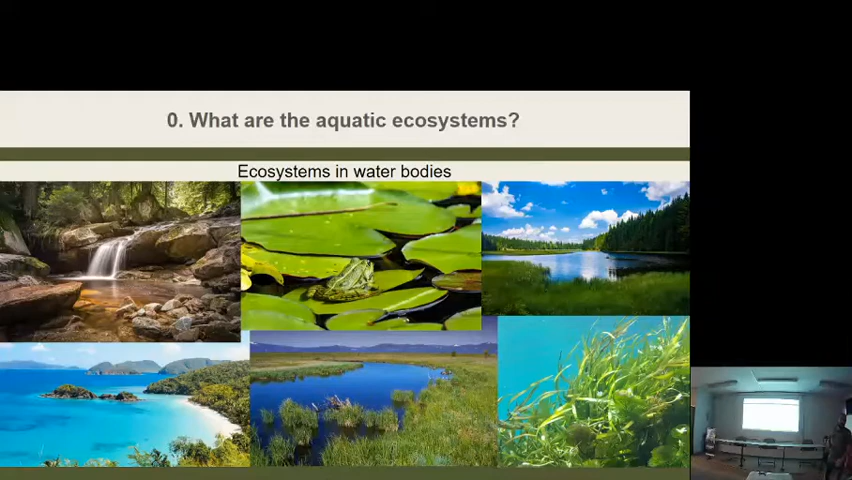 0. What are the aquatic ecosystems?
Ecosystems in water bodies